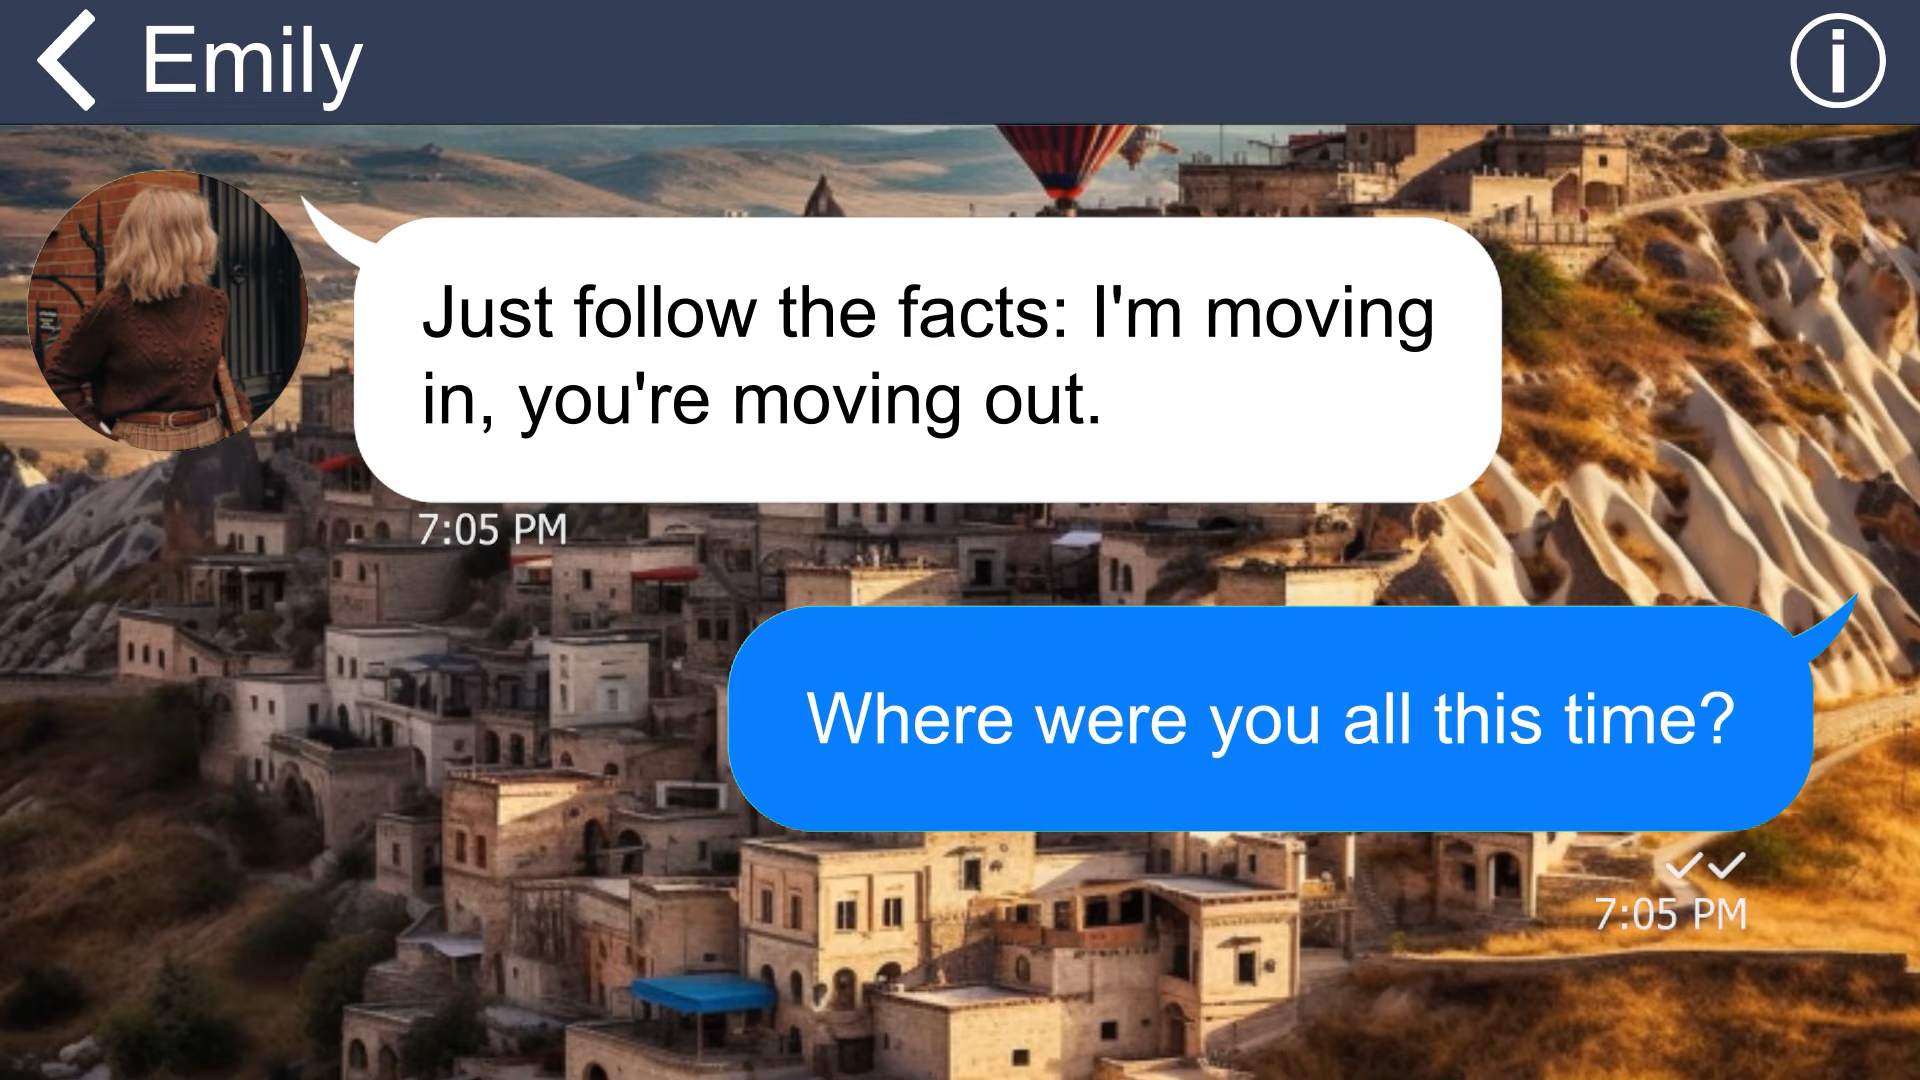 Emily
Just follow the facts: I'm moving
in, you're moving out.
7:05 PM
Where were you all this time?
7:05 PM